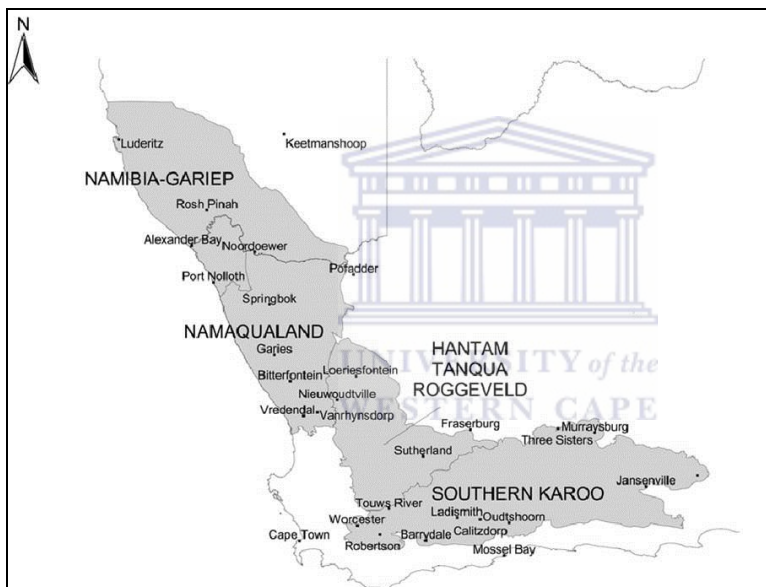 N
Luderitz
Keetmanshoop
NAMIBIA-GARIEP
Rosh Pinah
Alexander Bay
Noordoewer
Pofadder
Port Nolloth
Springbok
NAMAQUALAND
Garies
HANTAM
TANQUA
ROGGEVELD
UNIVERSITY of the
WESTERN CAPE
Loeriesfontein
Bitterfontein
Nieuwoudtville
Vredendal
Vanrhynsdorp
Fraserburg
Murraysburg
Three Sisters
Sutherland
Jansenville
SOUTHERN KAROO
Touws River
Ladismith
Oudtshoorn
Worcester
Calitzdorp
Cape Town
Robertson
Barrydale
Mossel Bay